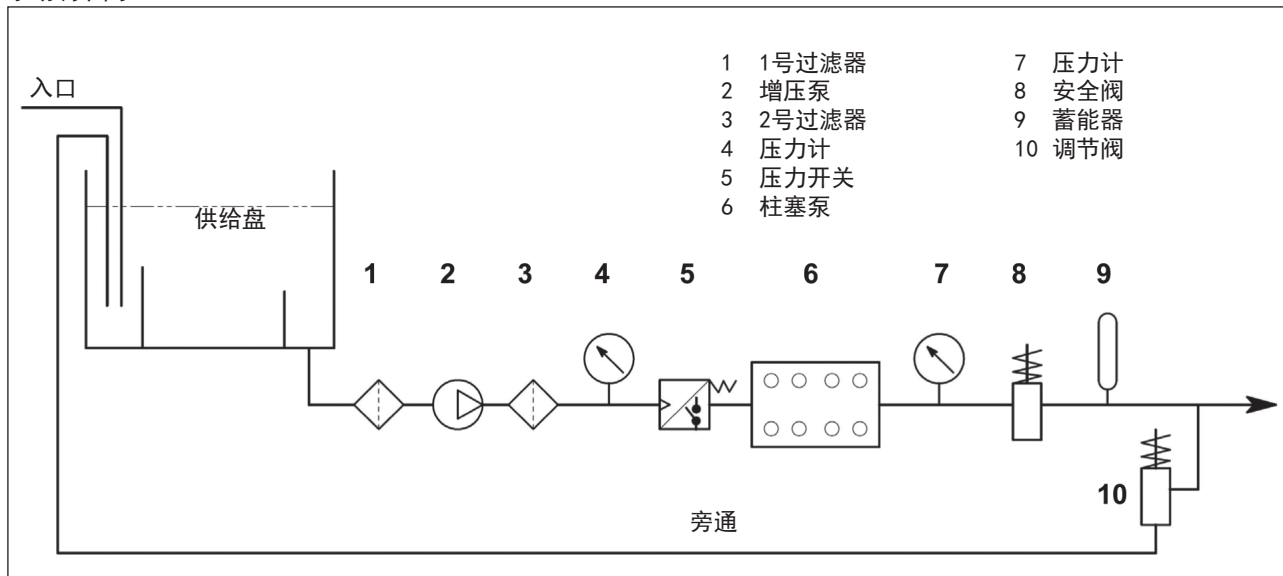 入口
供给盘
1 1号过滤器
2 增压泵
3 2号过滤器
4 压力计
5 压力开关
6 柱塞泵
7 压力计
8 安全阀
9 蓄能器
10 调节阀
1 2 3 4 5 6 7 8 9
10
旁通